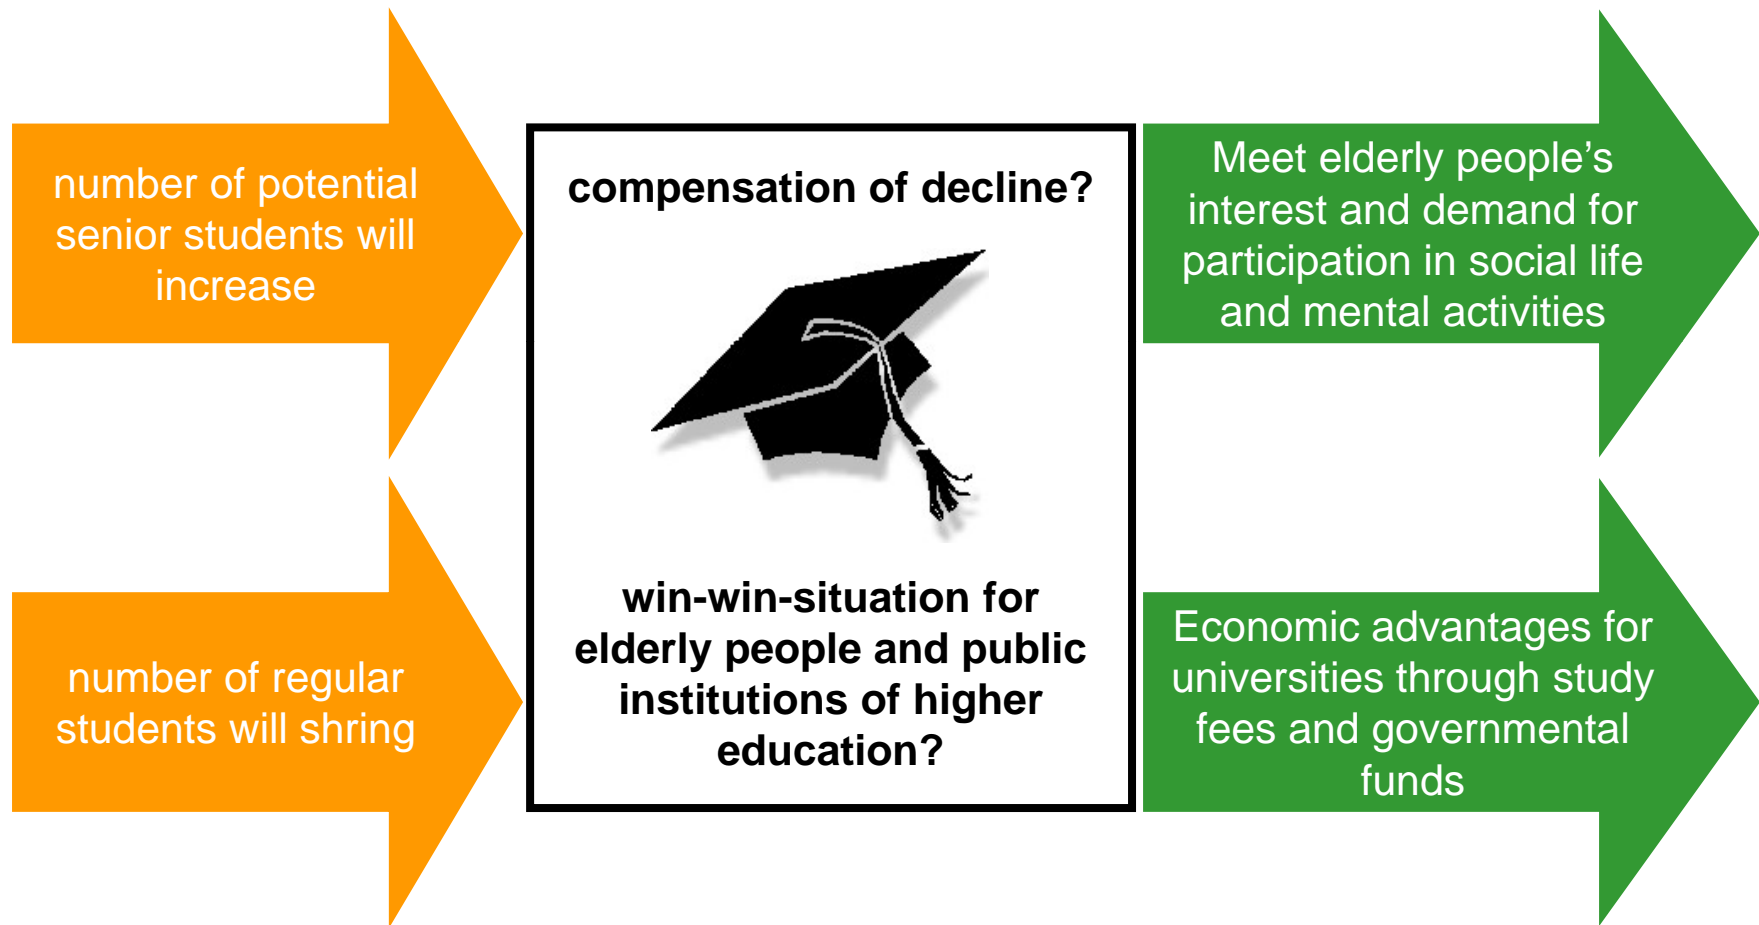 number of potential
senior students will
increase
number of regular
students will shring
compensation of decline?
win-win-situation for
elderly people and public
institutions of higher
education?
Meet elderly people’s
interest and demand for
participation in social life
and mental activities
Economic advantages for
universities through study
fees and governmental
funds